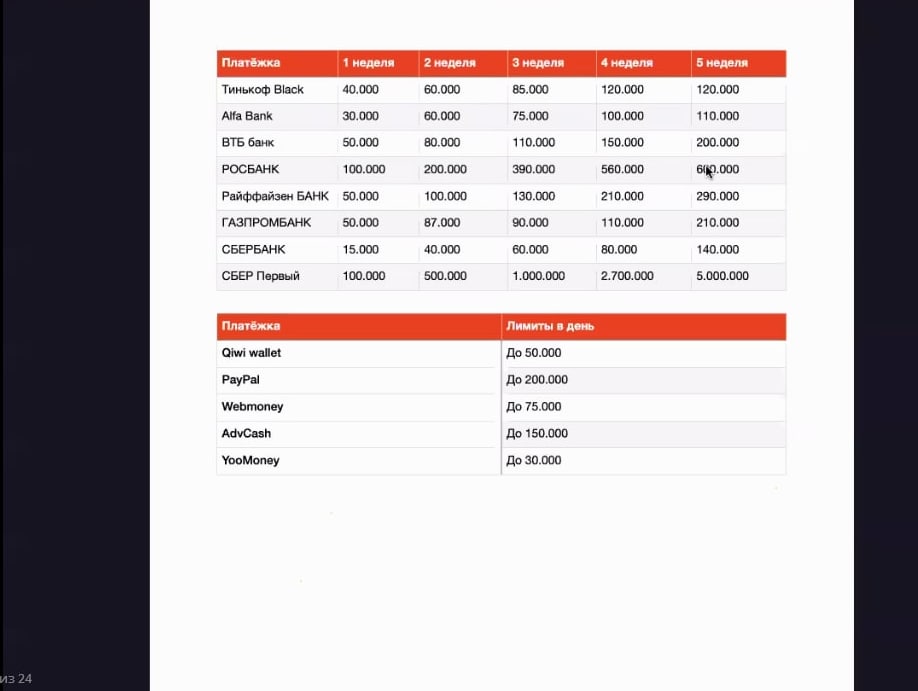 Платёжка 1 неделя 2 неделя 3 неделя 4 неделя 5 неделя
Тинькоф Black 40.000 60.000 85.000 120.000 120.000
Alfa Bank 30.000 60.000 75.000 100.000 110.000
ВТБ банк 50.000 80.000 110.000 150.000 200.000
РОСБАНК 100.000 200.000 390.000 560.000
Райффайзен БАНК 50.000 100.000 130.000 210.000 290.000
ГАЗПРОМБАНК 50.000 87.000 90.000 110.000 210.000
СБЕРБАНК 15.000 40.000 60.000 80.000 140.000
СБЕР Первый 100.000 500.000 1.000.000 2.700.000 5.000.000
Платёжка Лимиты в день
Qiwi wallet До 50.000
PayPal До 200.000
Webmoney До 75.000
AdvCash До 150.000
YooMoney До 30.000
из 24